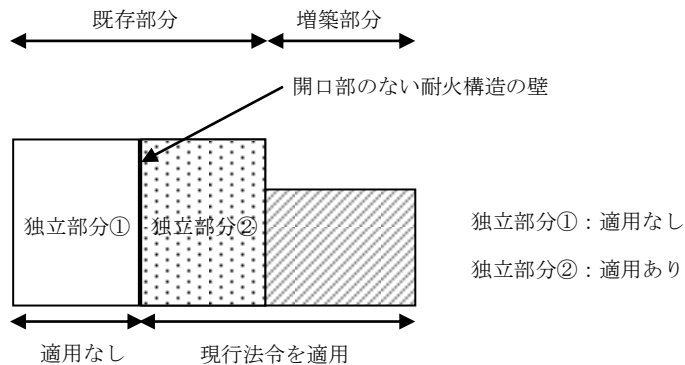 既存部分
増築部分
開口部のない耐火構造の壁
独立部分①
独立部分②
独立部分①：適用なし
独立部分②：適用あり
適用なし
現行法令を適用